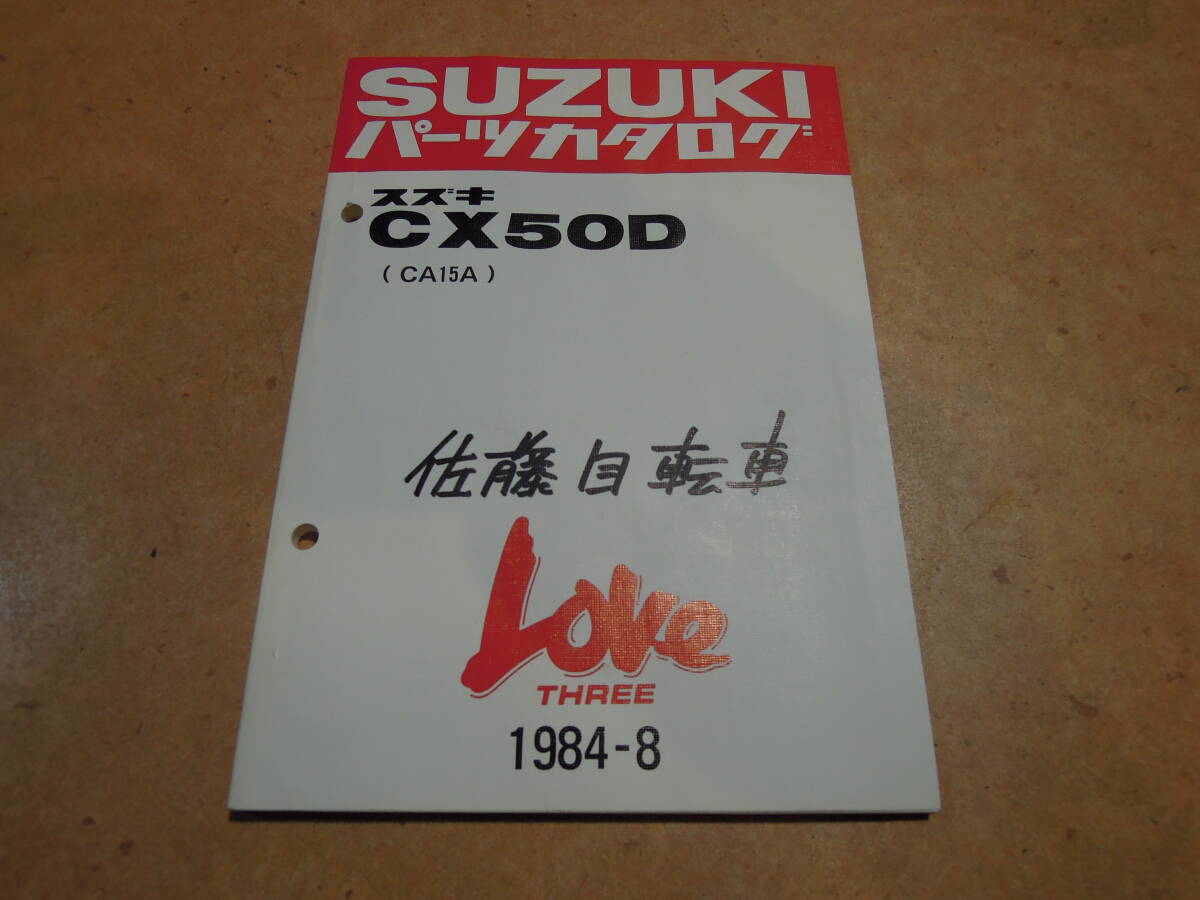 SUZUKI
パーツカタログ
スズキ
CX50D
( CA15A )
佐藤自転車
Love
THREE
1984-8